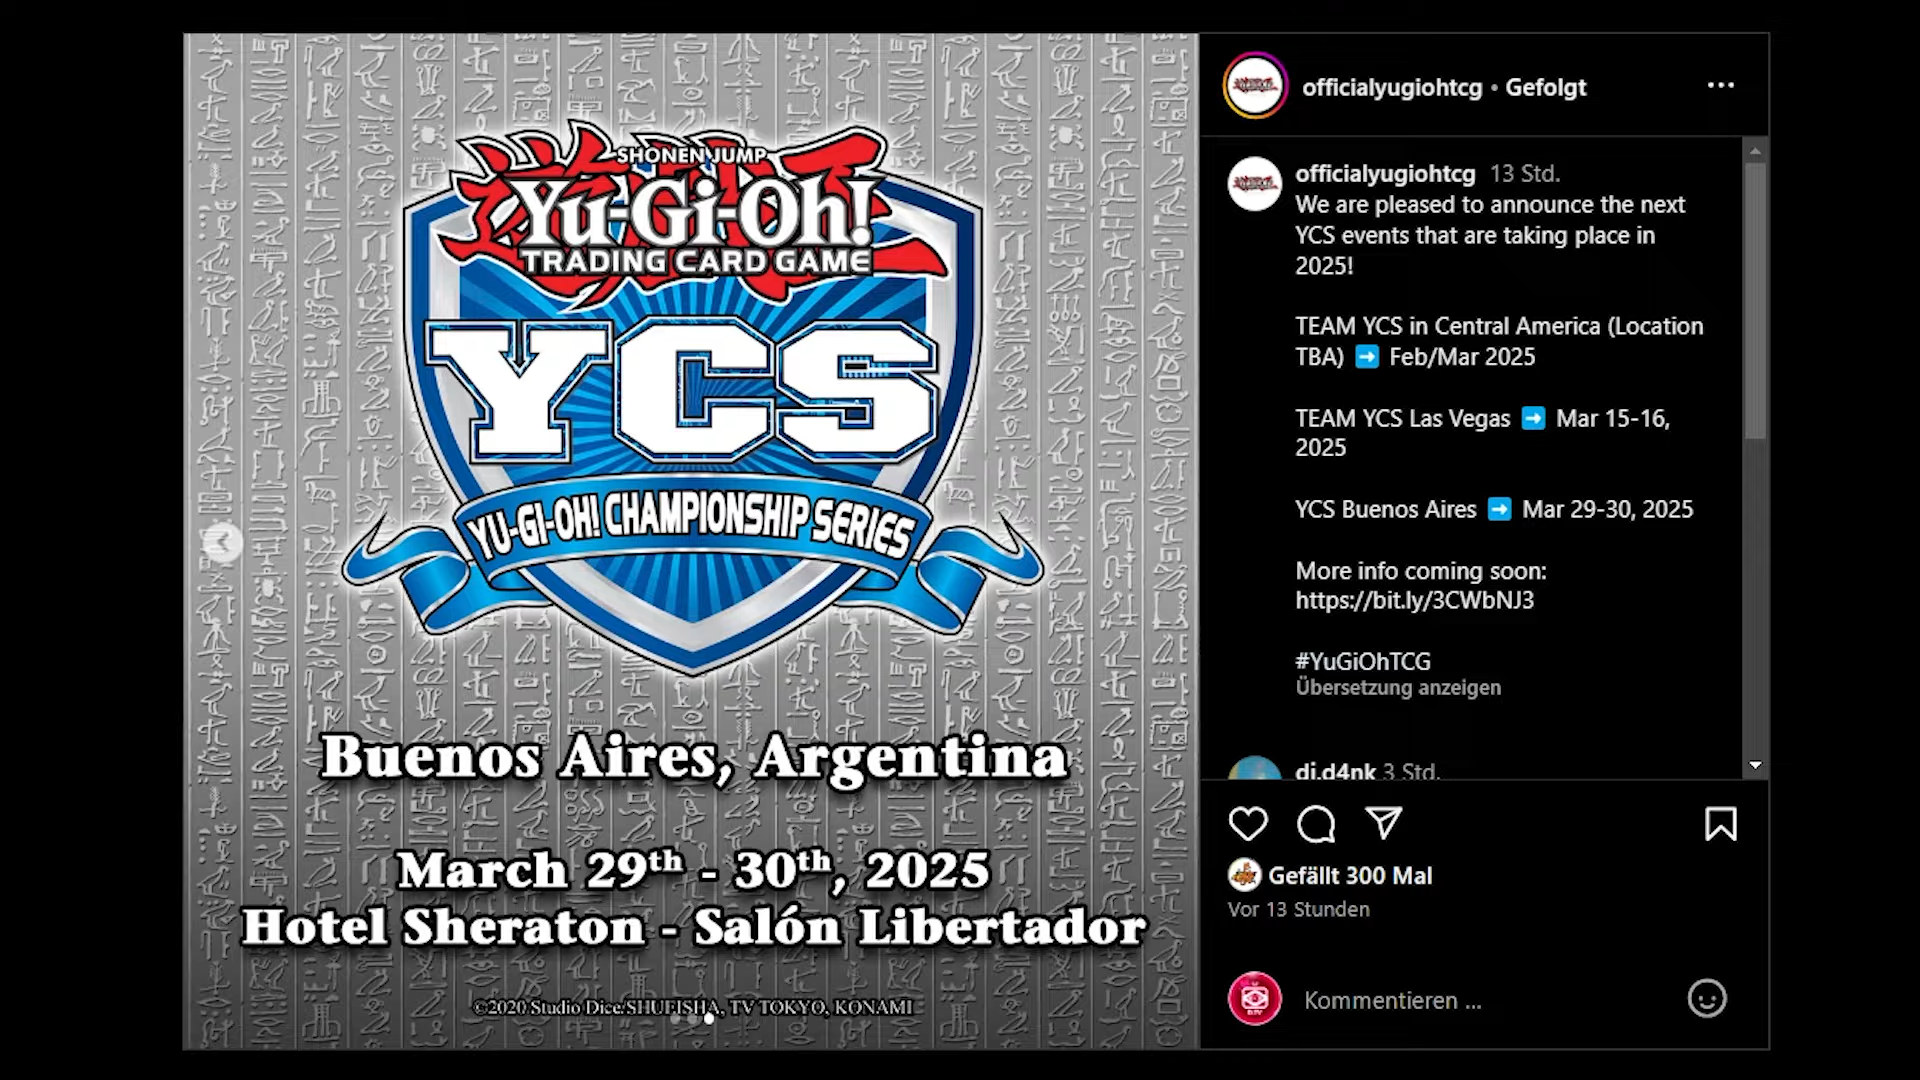 SHONEN JUMP
Yu-Gi-Oh!
TRADING CARD GAME
YCS
YU-GI-OH! CHAMPIONSHIP SERIES
Buenos Aires, Argentina
March 29th - 30th, 2025
Hotel Sheraton - Salón Libertador
©2020 Studio Dice/SHUEISHA, TV TOKYO, KONAMI
officialyugiohtcg • Gefolgt
officialyugiohtcg 13 Std.
We are pleased to announce the next
YCS events that are taking place in
2025!
TEAM YCS in Central America (Location
TBA) ➡ Feb/Mar 2025
TEAM YCS Las Vegas ➡ Mar 15-16,
2025
YCS Buenos Aires ➡ Mar 29-30, 2025
More info coming soon:
https://bit.ly/3CWbNJ3
#YuGiOhTCG
Übersetzung anzeigen
di.d4nk 3 Std.
Gefällt 300 Mal
Vor 13 Stunden
Kommentieren ...